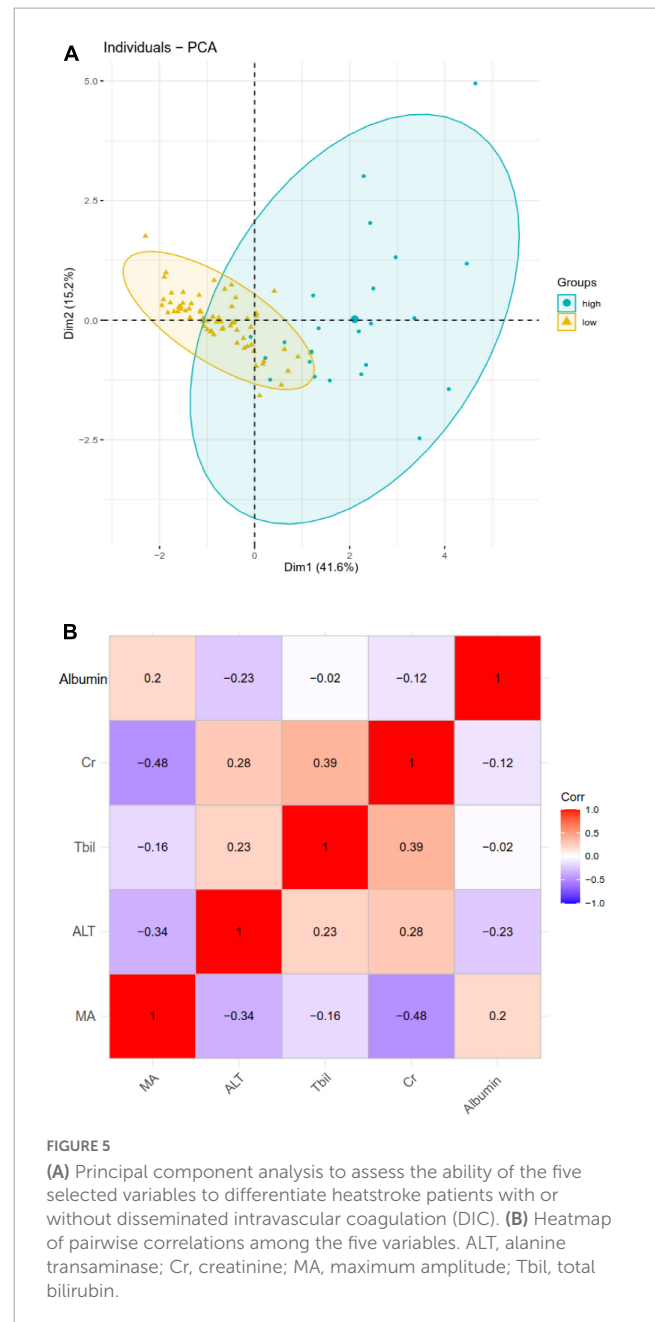 A
Individuals − PCA
5.0
2.5
0.0
−2.5
Dim2 (15.2%)
−2
0
2
4
Dim1 (41.6%)
Groups
high
low
B
Albumin
0.2
−0.23
−0.02
−0.12
1
Cr
−0.48
0.28
0.39
1
−0.12
Tbil
−0.16
0.23
1
0.39
−0.02
ALT
−0.34
1
0.23
0.28
−0.23
MA
1
−0.34
−0.16
−0.48
0.2
MA
ALT
Tbil
Cr
Albumin
Corr
1.0
0.5
0.0
−0.5
−1.0
FIGURE 5
(A) Principal component analysis to assess the ability of the five
selected variables to differentiate heatstroke patients with or
without disseminated intravascular coagulation (DIC). (B) Heatmap
of pairwise correlations among the five variables. ALT, alanine
transaminase; Cr, creatinine; MA, maximum amplitude; Tbil, total
bilirubin.